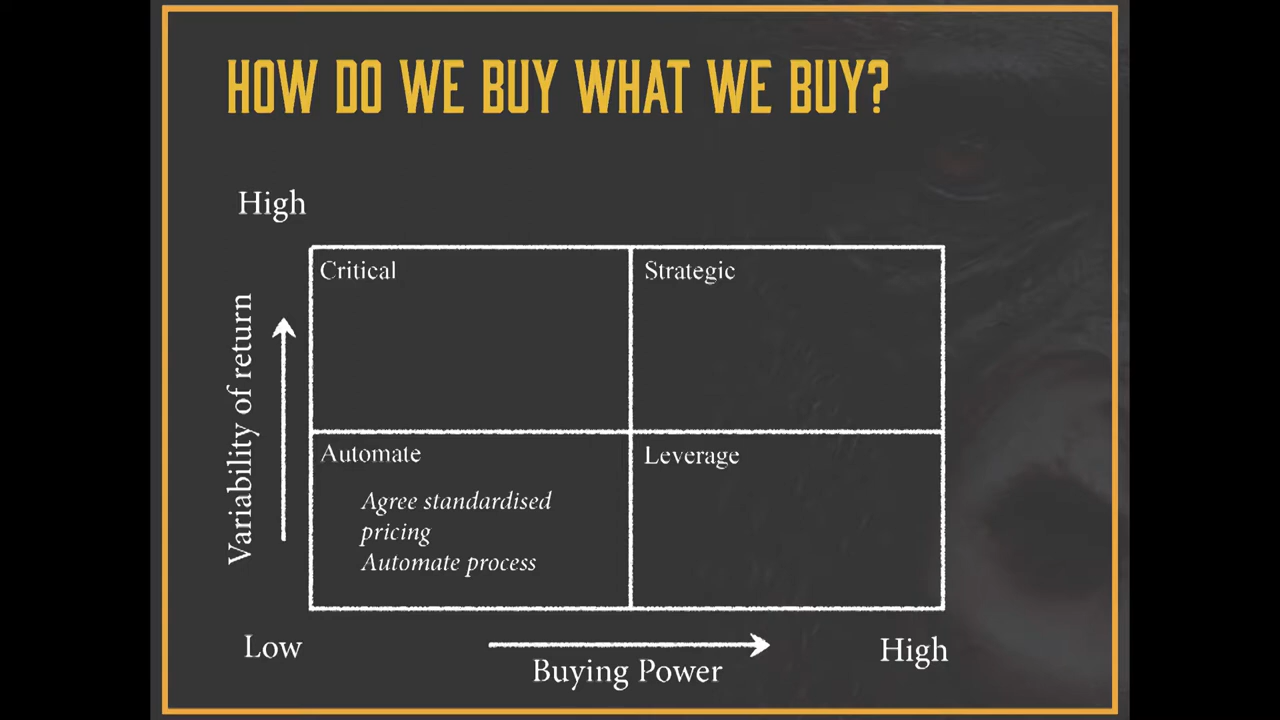 HOW DO WE BUY WHAT WE BUY?
High
Variability of return
Critical
Strategic
Automate
Agree standardised
pricing
Automate process
Leverage
Low
Buying Power
High